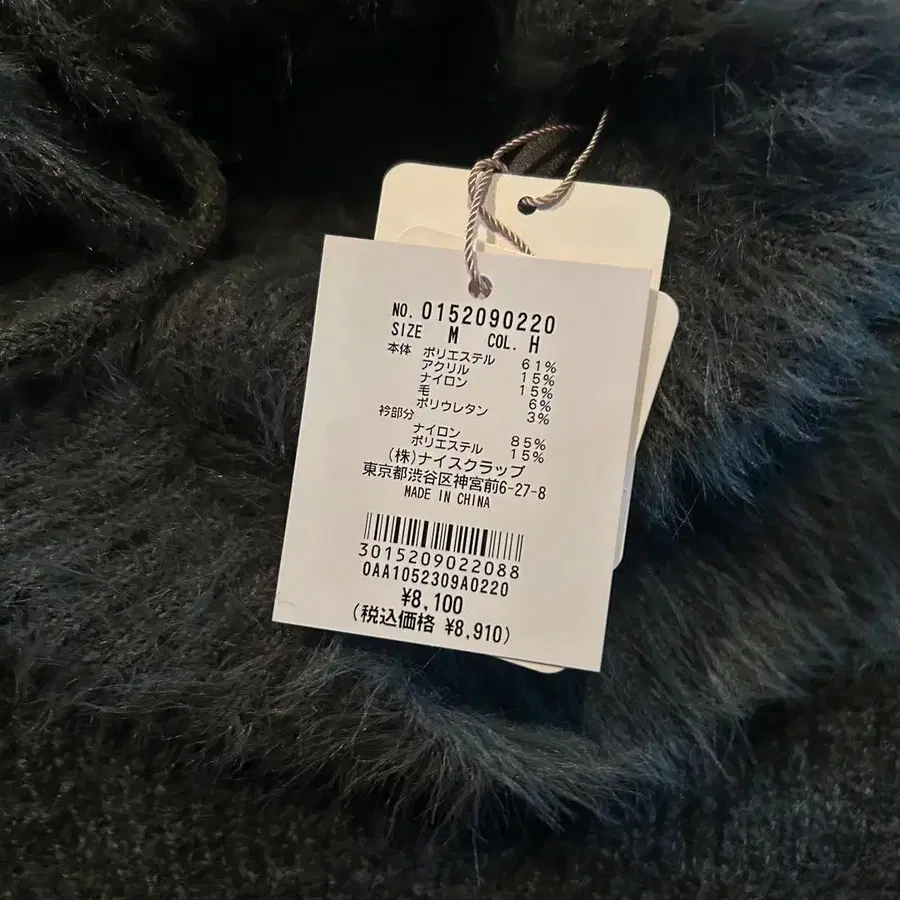 NO. 0152090220
SIZE M COL. H
本体 ポリエステル 61%
アクリル 15%
ナイロン 15%
毛 6%
ポリウレタン 3%
衿部分
ナイロン 85%
ポリエステル 15%
(株)ナイスクラップ
東京都渋谷区神宮前6-27-8
MADE IN CHINA
3015209022088
0AA1052309A0220
¥8,100
(税込価格 ¥8,910)